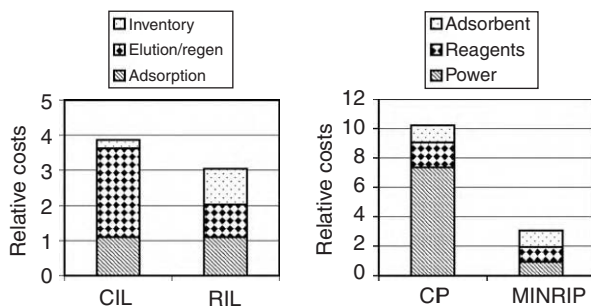 Inventory
Elution/regen
Adsorption
Relative costs
5
4
3
2
1
0
CIL RIL
Adsorbent
Reagents
Power
Relative costs
12
10
8
6
4
2
0
CP MINRIP